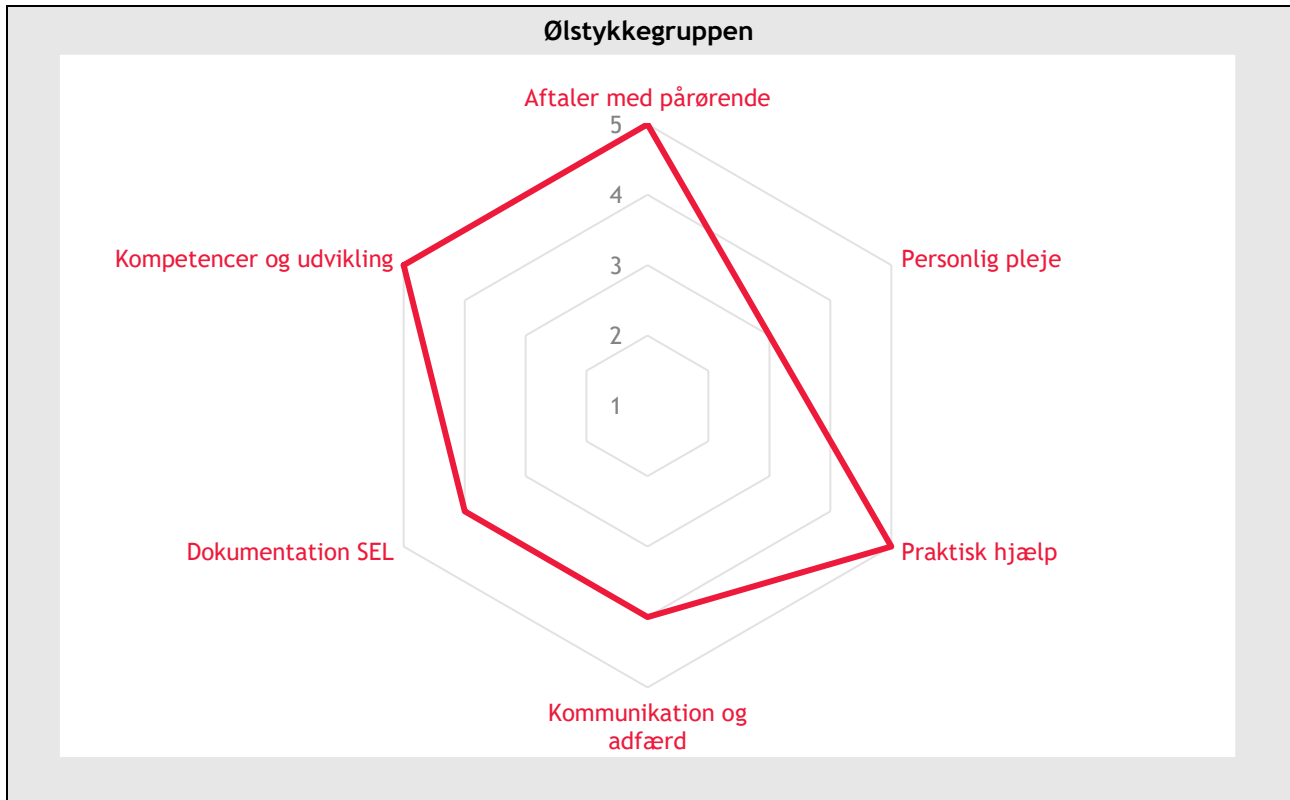 Ølstykkegruppen
Aftaler med pårørende
5
4
3
2
1
Personlig pleje
Praktisk hjælp
Kommunikation og
adfærd
Dokumentation SEL
Kompetencer og udvikling